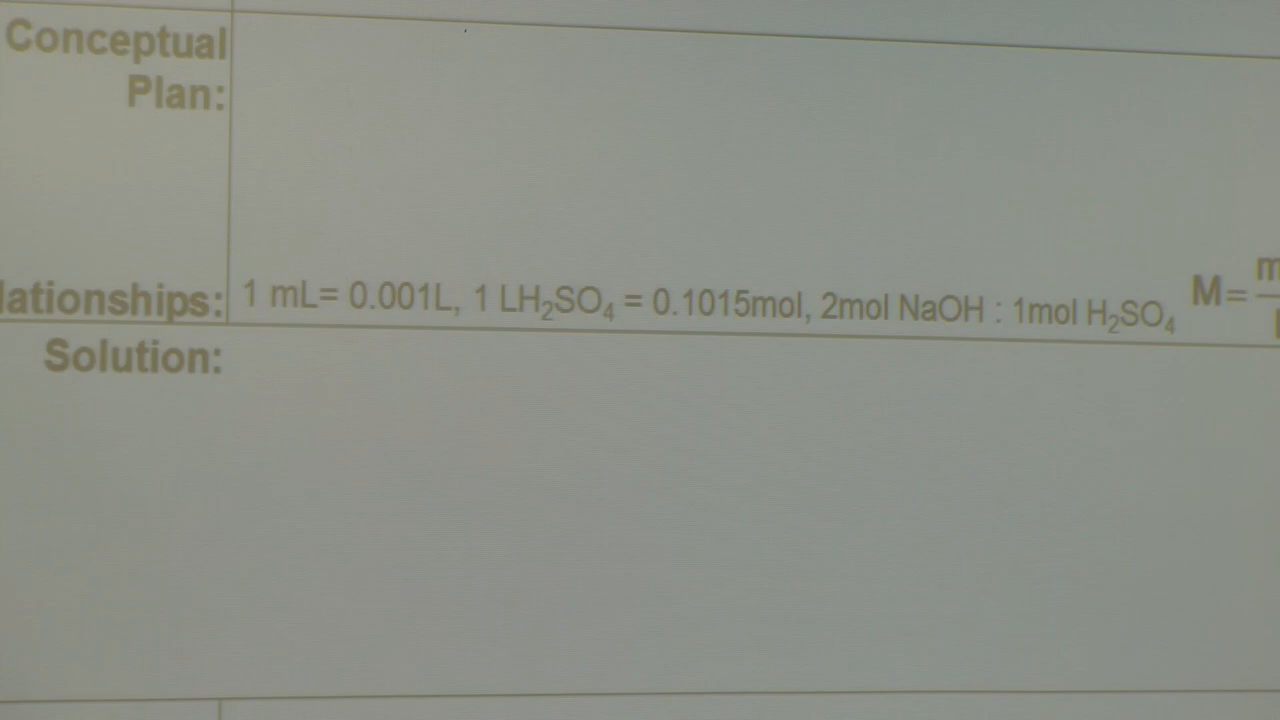 Conceptual
Plan:
lationships: 1 mL= 0.001L, 1 LH₂SO₄ = 0.1015mol, 2mol NaOH : 1mol H₂SO₄ M=
Solution: